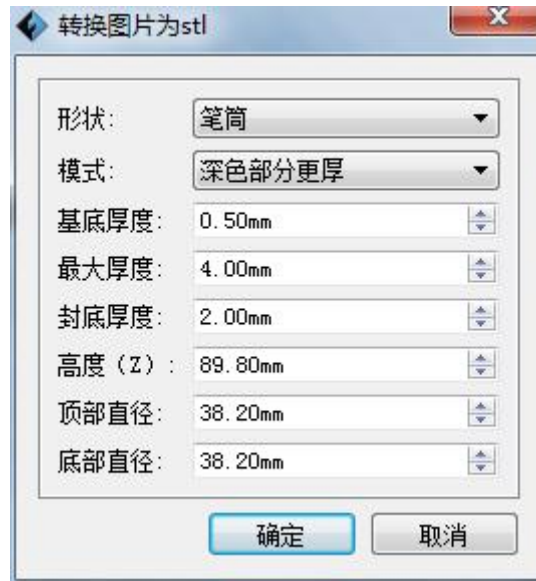 转换图片为stl
形状: 笔筒
模式: 深色部分更厚
基底厚度: 0.50mm
最大厚度: 4.00mm
封底厚度: 2.00mm
高度（Z）: 89.80mm
顶部直径: 38.20mm
底部直径: 38.20mm
确定 取消